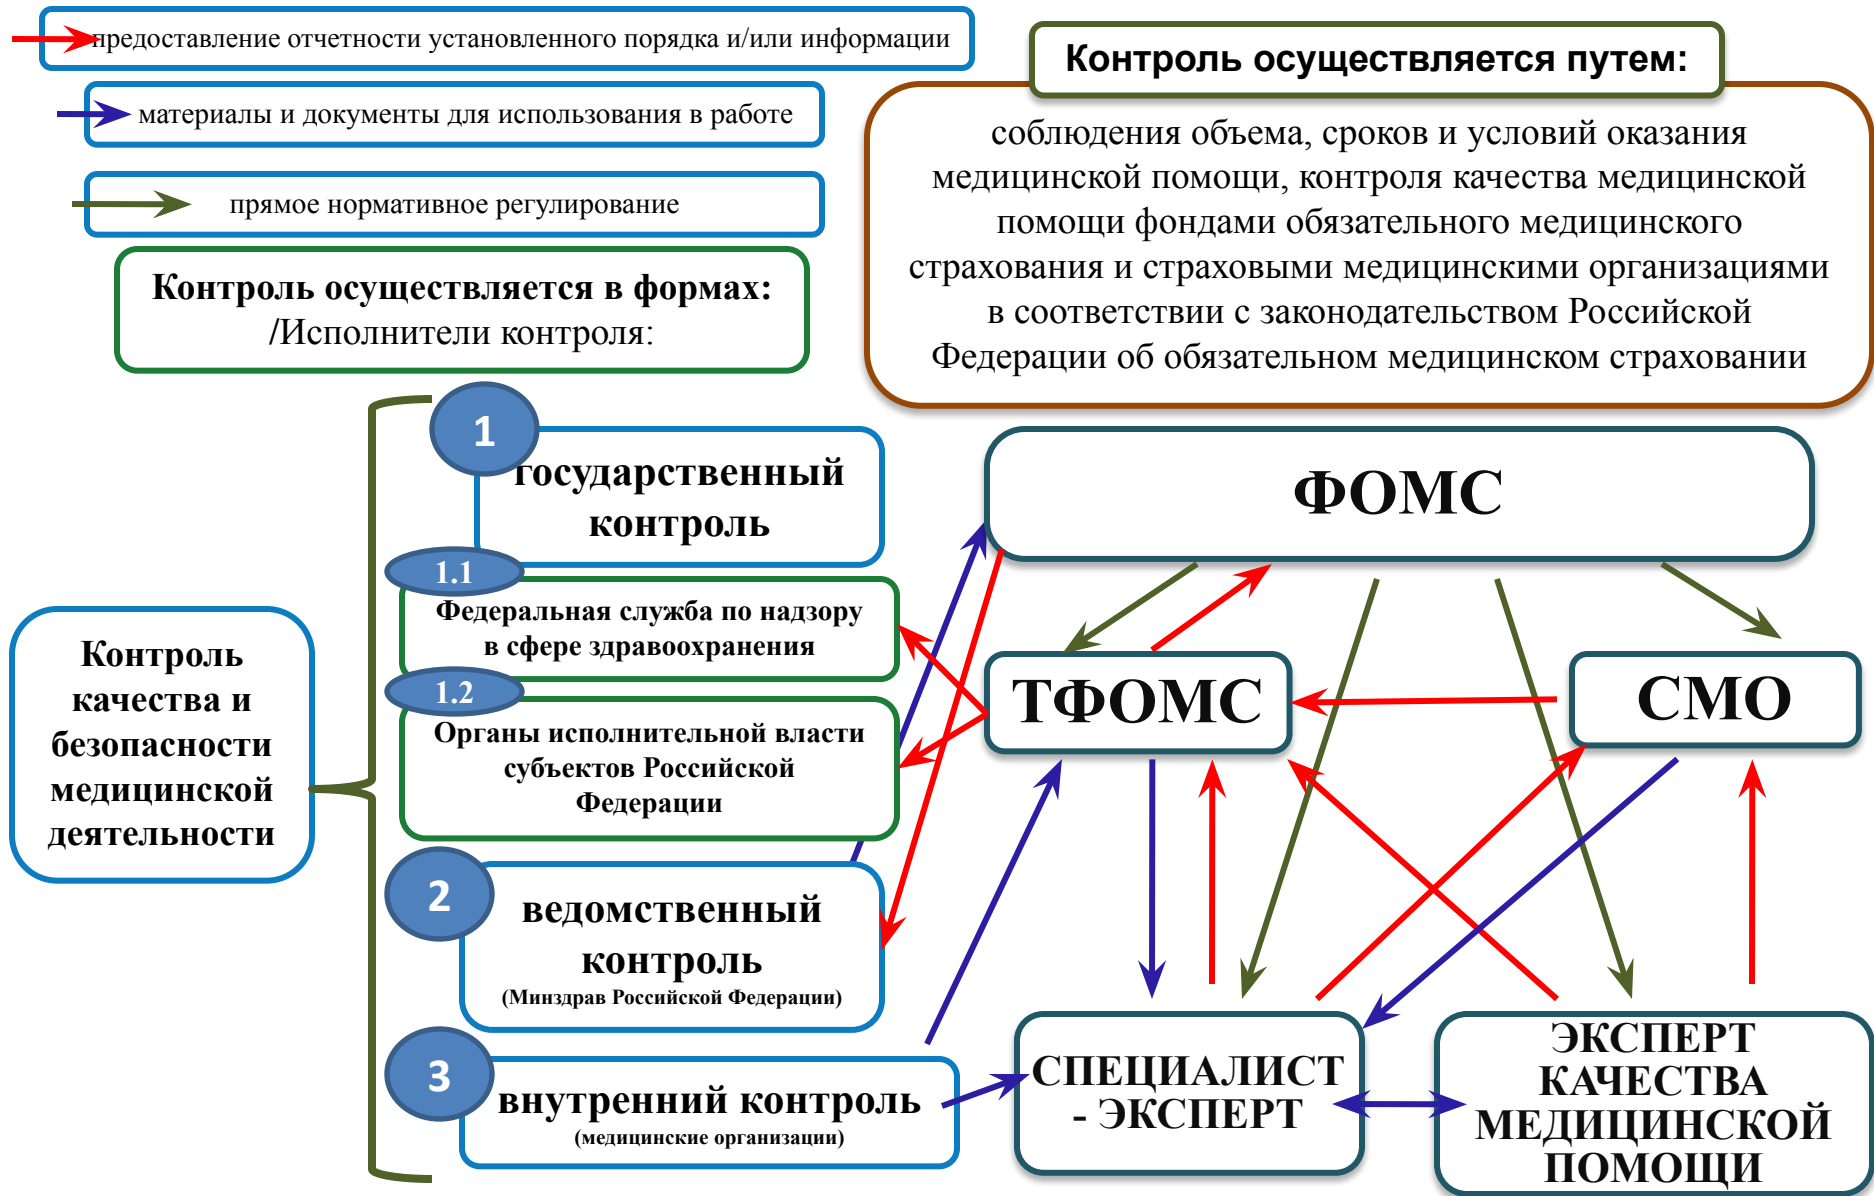 предоставление отчетности установленного порядка и/или информации
материалы и документы для использования в работе
прямое нормативное регулирование
Контроль осуществляется в формах:
/Исполнители контроля:
Контроль осуществляется путем:
соблюдения объема, сроков и условий оказания
медицинской помощи, контроля качества медицинской
помощи фондами обязательного медицинского
страхования и страховыми медицинскими организациями
в соответствии с законодательством Российской
Федерации об обязательном медицинском страховании
Контроль
качества и
безопасности
медицинской
деятельности
1
государственный
контроль
1.1
Федеральная служба по надзору
в сфере здравоохранения
1.2
Органы исполнительной власти
субъектов Российской
Федерации
2
ведомственный
контроль
(Минздрав Российской Федерации)
3
внутренний контроль
(медицинские организации)
ФОМС
ТФОМС
СМО
СПЕЦИАЛИСТ
- ЭКСПЕРТ
ЭКСПЕРТ
КАЧЕСТВА
МЕДИЦИНСКОЙ
ПОМОЩИ